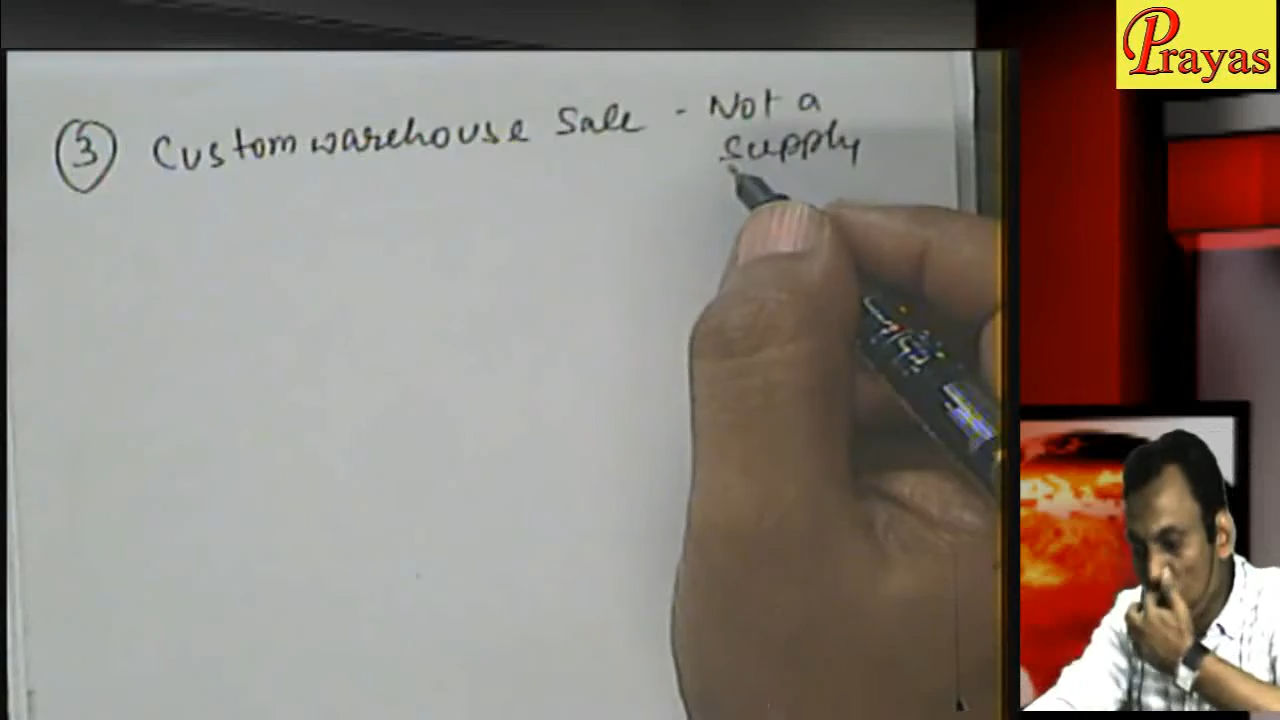 Prayas
③ Custom warehouse Sale - Not a
supply